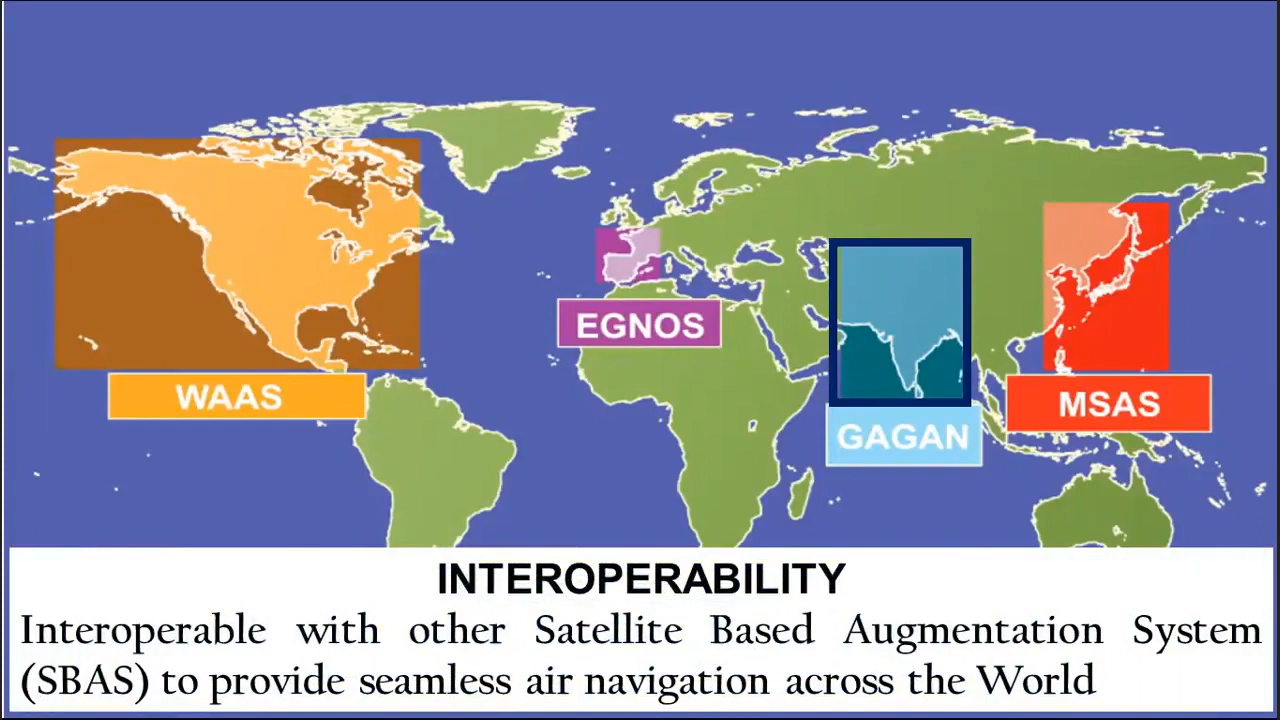 EGNOS
WAAS
MSAS
GAGAN
INTEROPERABILITY
Interoperable with other Satellite Based Augmentation System
(SBAS) to provide seamless air navigation across the World